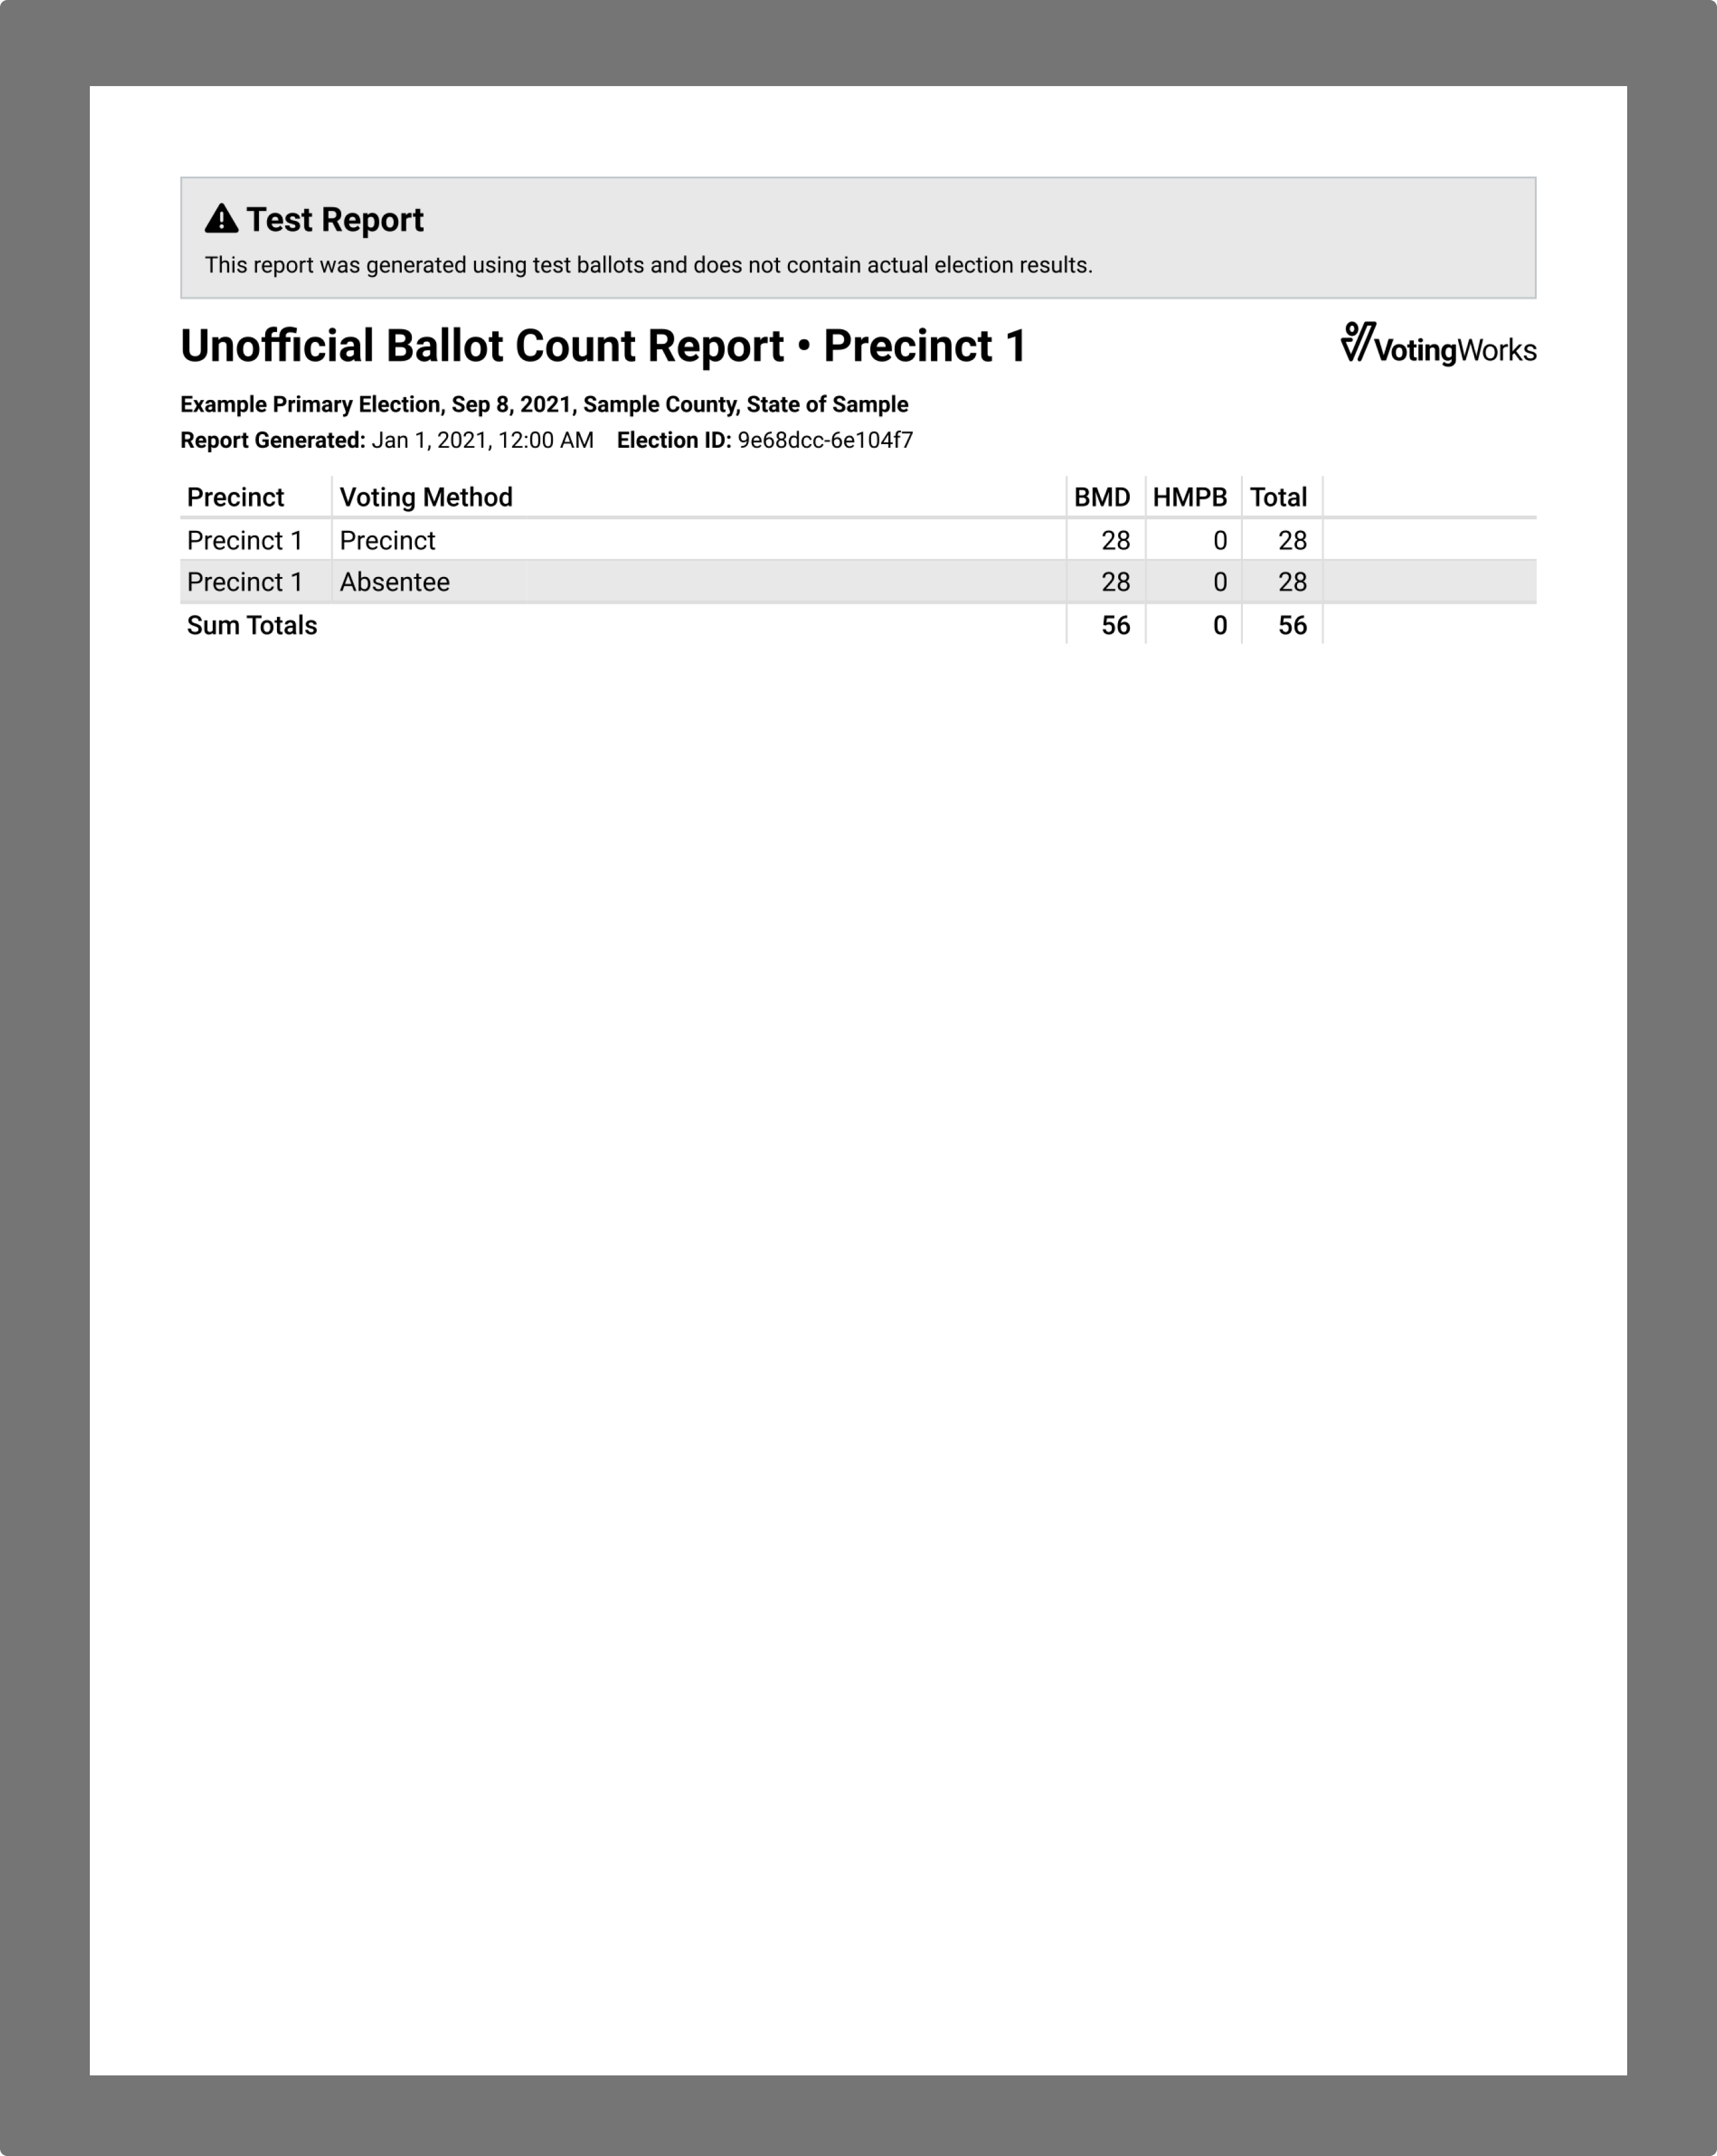 Test Report
This report was generated using test ballots and does not contain actual election results.
Unofficial Ballot Count Report • Precinct 1
VotingWorks
Example Primary Election, Sep 8, 2021, Sample County, State of Sample
Report Generated: Jan 1, 2021, 12:00 AM Election ID: 9e68dcc-6e104f7
Precinct Voting Method BMD HMPB Total
Precinct 1 Precinct 28 0 28
Precinct 1 Absentee 28 0 28
Sum Totals 56 0 56